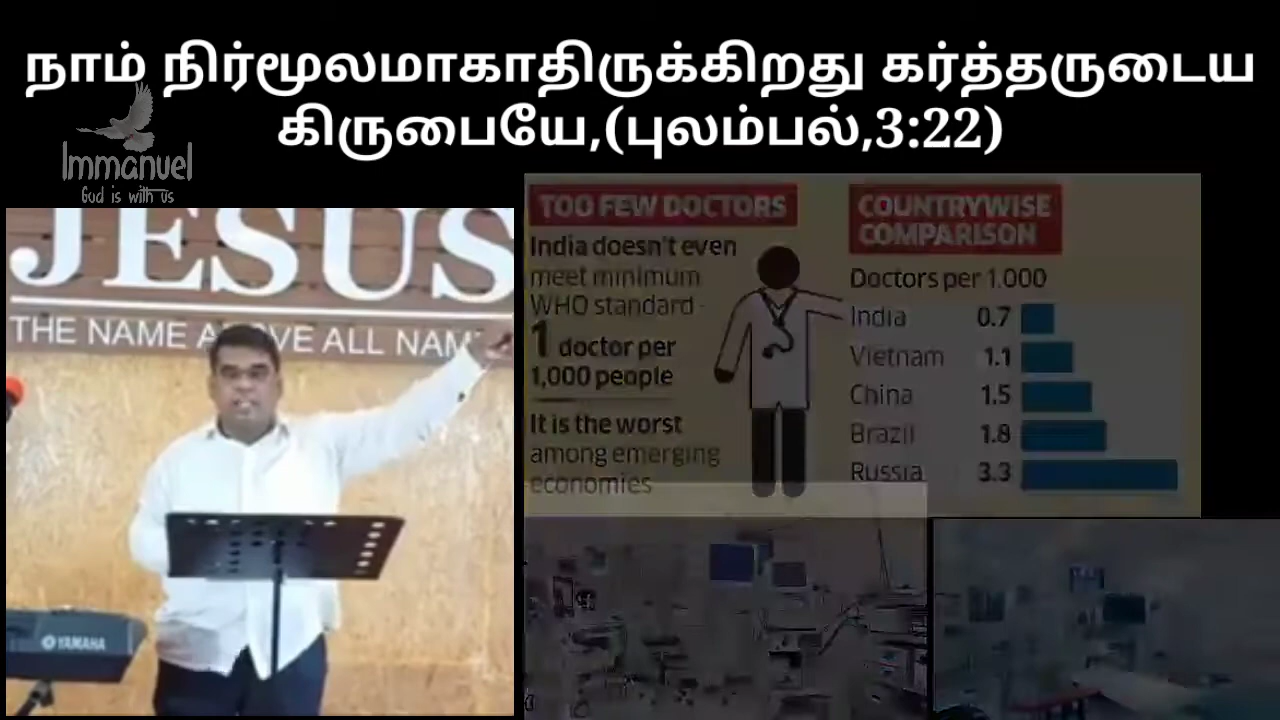 நாம் நிர்மூலமாகாதிருக்கிறது கர்த்தருடைய
கிருபையே,(புலம்பல்,3:22)
Immanuel
God is with us
JESUS
THE NAME ABOVE ALL NAM
YAMAHA
TOO FEW DOCTORS
India doesn't even
meet minimum
WHO standard -
1 doctor per
1,000 people
It is the worst
among emerging
economies
COUNTRYWISE
COMPARISON
Doctors per 1.000
India 0.7
Vietnam 1.1
China 1.5
Brazil 1.8
Russia 3.3